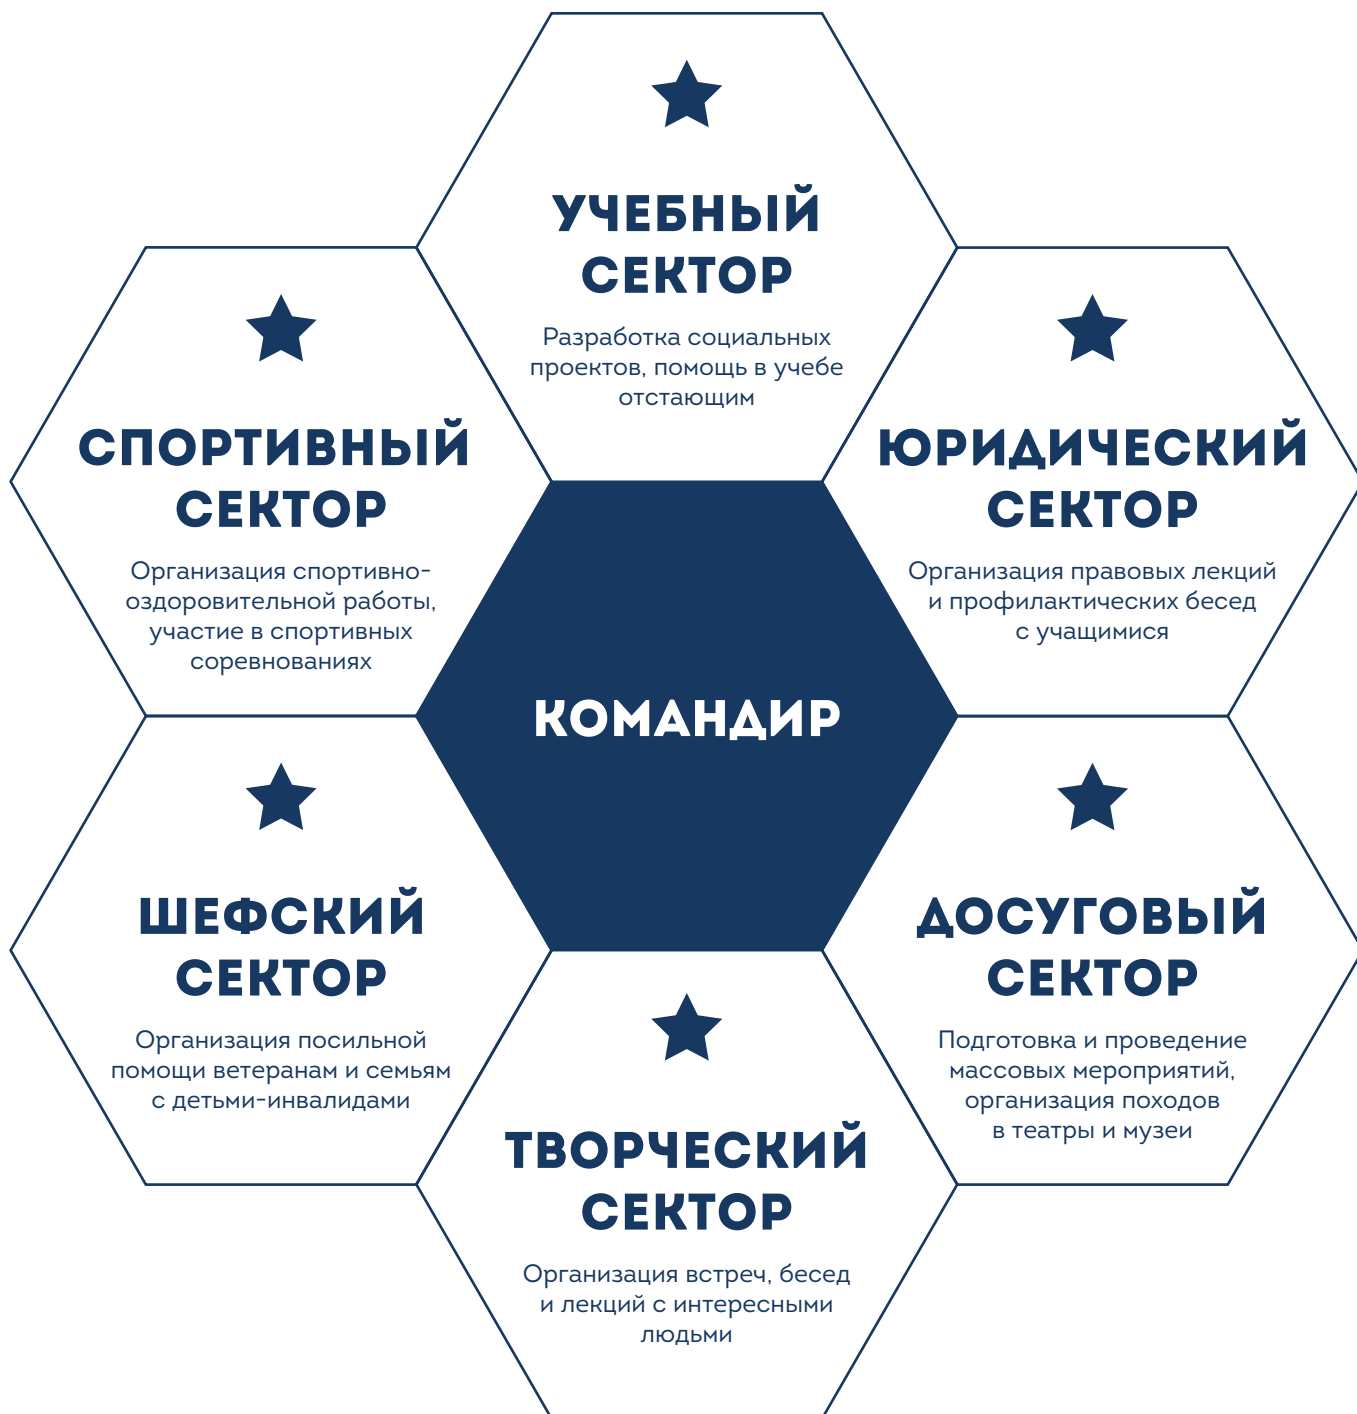 УЧЕБНЫЙ
СЕКТОР
Разработка социальных
проектов, помощь в учебе
отстающим
СПОРТИВНЫЙ
СЕКТОР
Организация спортивно-
оздоровительной работы,
участие в спортивных
соревнованиях
ЮРИДИЧЕСКИЙ
СЕКТОР
Организация правовых лекций
и профилактических бесед
с учащимися
КОМАНДИР
ШЕФСКИЙ
СЕКТОР
Организация посильной
помощи ветеранам и семьям
с детьми-инвалидами
ДОСУГОВЫЙ
СЕКТОР
Подготовка и проведение
массовых мероприятий,
организация походов
в театры и музеи
ТВОРЧЕСКИЙ
СЕКТОР
Организация встреч, бесед
и лекций с интересными
людьми